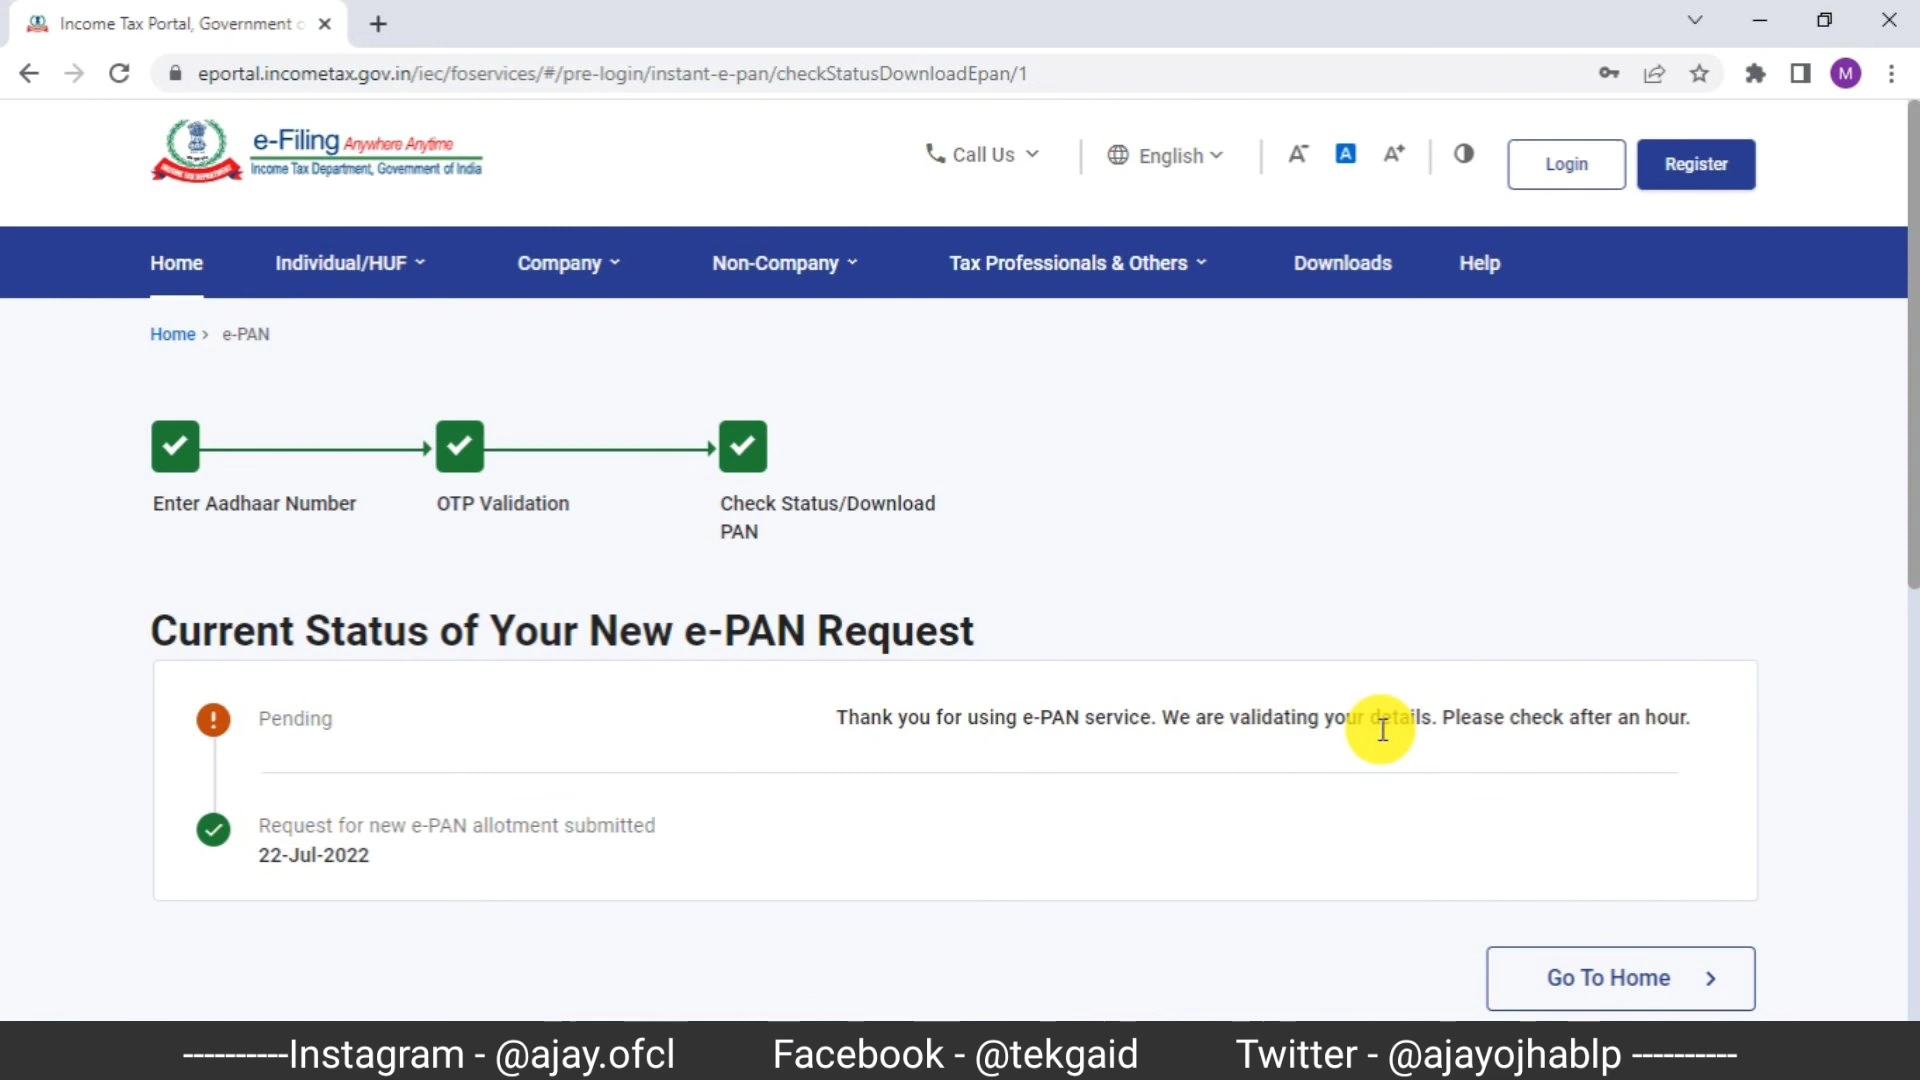 Income Tax Portal, Government o
eportal.incometax.gov.in/iec/foservices/#/pre-login/instant-e-pan/checkStatusDownloadEpan/1
M
e-Filing Anywhere Anytime
Income Tax Department, Government of India
Call Us
English
A-
A
A+
Login
Register
Home
Individual/HUF
Company
Non-Company
Tax Professionals & Others
Downloads
Help
Home > e-PAN
Enter Aadhaar Number
OTP Validation
Check Status/Download
PAN
Current Status of Your New e-PAN Request
Pending
Thank you for using e-PAN service. We are validating your details. Please check after an hour.
Request for new e-PAN allotment submitted
22-Jul-2022
Go To Home >
----------Instagram - @ajay.ofcl Facebook - @tekgaid Twitter - @ajayojhablp ----------